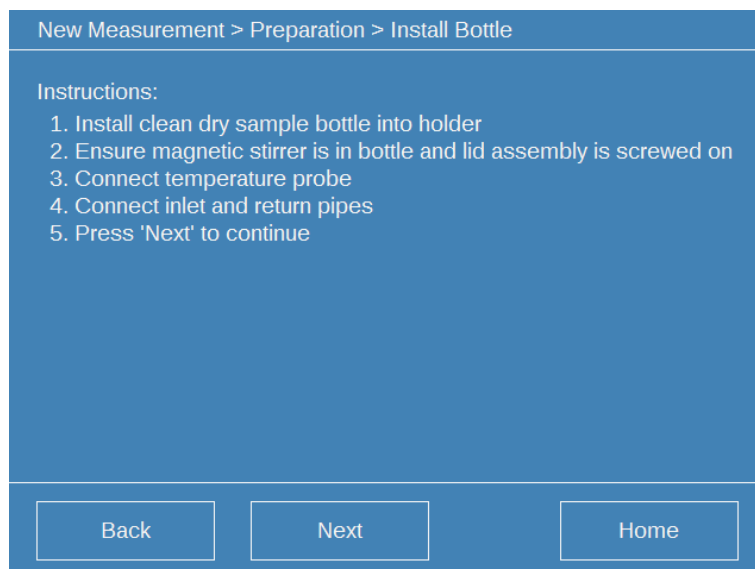 New Measurement > Preparation > Install Bottle
Instructions:
1. Install clean dry sample bottle into holder
2. Ensure magnetic stirrer is in bottle and lid assembly is screwed on
3. Connect temperature probe
4. Connect inlet and return pipes
5. Press 'Next' to continue
Back
Next
Home